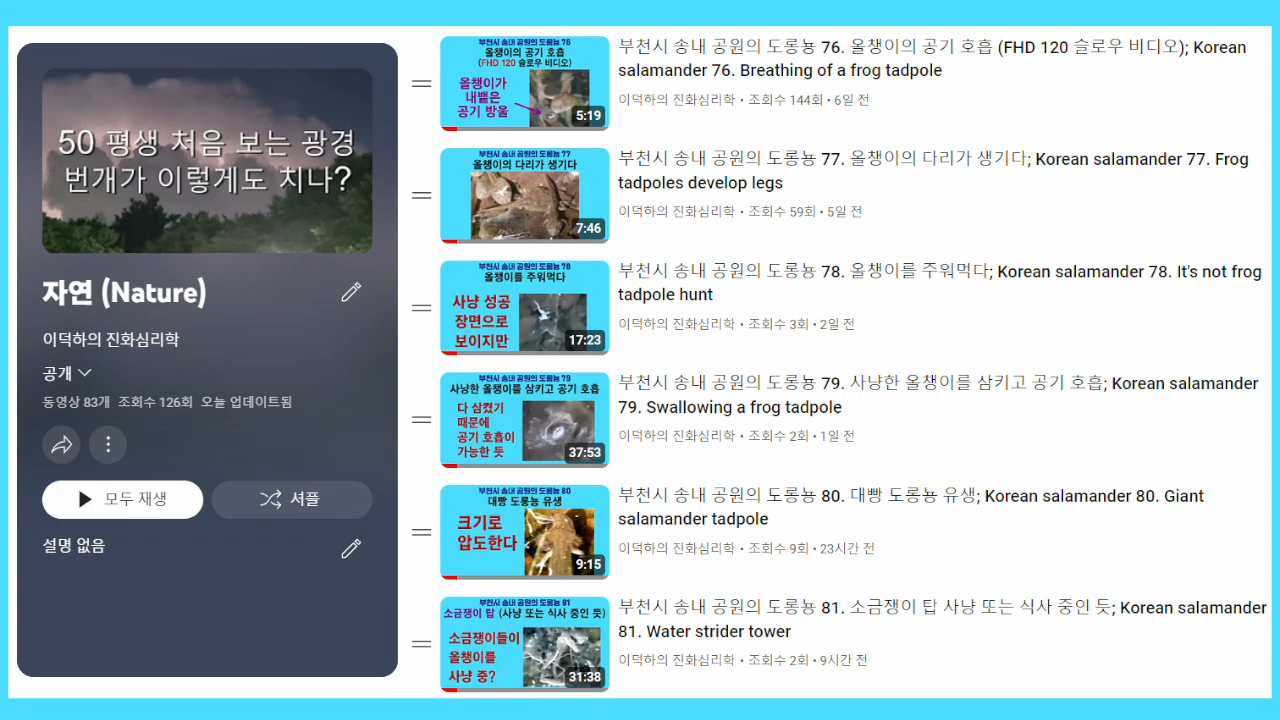 50 평생 처음 보는 광경
번개가 이렇게도 치나?
자연 (Nature)
이덕하의 진화심리학
공개
동영상 83개 조회수 126회 오늘 업데이트됨
모두 재생
셔플
설명 없음
부천시 송내 공원의 도롱뇽 76
올챙이의 공기 호흡
(FHD 120 슬로우 비디오)
올챙이가
내뱉은
공기 방울
5:19
부천시 송내 공원의 도롱뇽 76. 올챙이의 공기 호흡 (FHD 120 슬로우 비디오); Korean
salamander 76. Breathing of a frog tadpole
이덕하의 진화심리학 • 조회수 144회 • 6일 전
부천시 송내 공원의 도롱뇽 77
올챙이의 다리가 생기다
7:46
부천시 송내 공원의 도롱뇽 77. 올챙이의 다리가 생기다; Korean salamander 77. Frog
tadpoles develop legs
이덕하의 진화심리학 • 조회수 59회 • 5일 전
부천시 송내 공원의 도롱뇽 78
올챙이를 주워먹다
사냥 성공
장면으로
보이지만
17:23
부천시 송내 공원의 도롱뇽 78. 올챙이를 주워먹다; Korean salamander 78. It's not frog
tadpole hunt
이덕하의 진화심리학 • 조회수 3회 • 2일 전
부천시 송내 공원의 도롱뇽 79
사냥한 올챙이를 삼키고 공기 호흡
다 삼켰기
때문에
공기 호흡이
가능한 듯
37:53
부천시 송내 공원의 도롱뇽 79. 사냥한 올챙이를 삼키고 공기 호흡; Korean salamander
79. Swallowing a frog tadpole
이덕하의 진화심리학 • 조회수 2회 • 1일 전
부천시 송내 공원의 도롱뇽 80
대빵 도롱뇽 유생
크기로
압도한다
9:15
부천시 송내 공원의 도롱뇽 80. 대빵 도롱뇽 유생; Korean salamander 80. Giant
salamander tadpole
이덕하의 진화심리학 • 조회수 9회 • 23시간 전
부천시 송내 공원의 도롱뇽 81
소금쟁이 탑 (사냥 또는 식사 중인 듯)
소금쟁이들이
올챙이를
사냥 중?
31:38
부천시 송내 공원의 도롱뇽 81. 소금쟁이 탑 사냥 또는 식사 중인 듯; Korean salamander
81. Water strider tower
이덕하의 진화심리학 • 조회수 2회 • 9시간 전